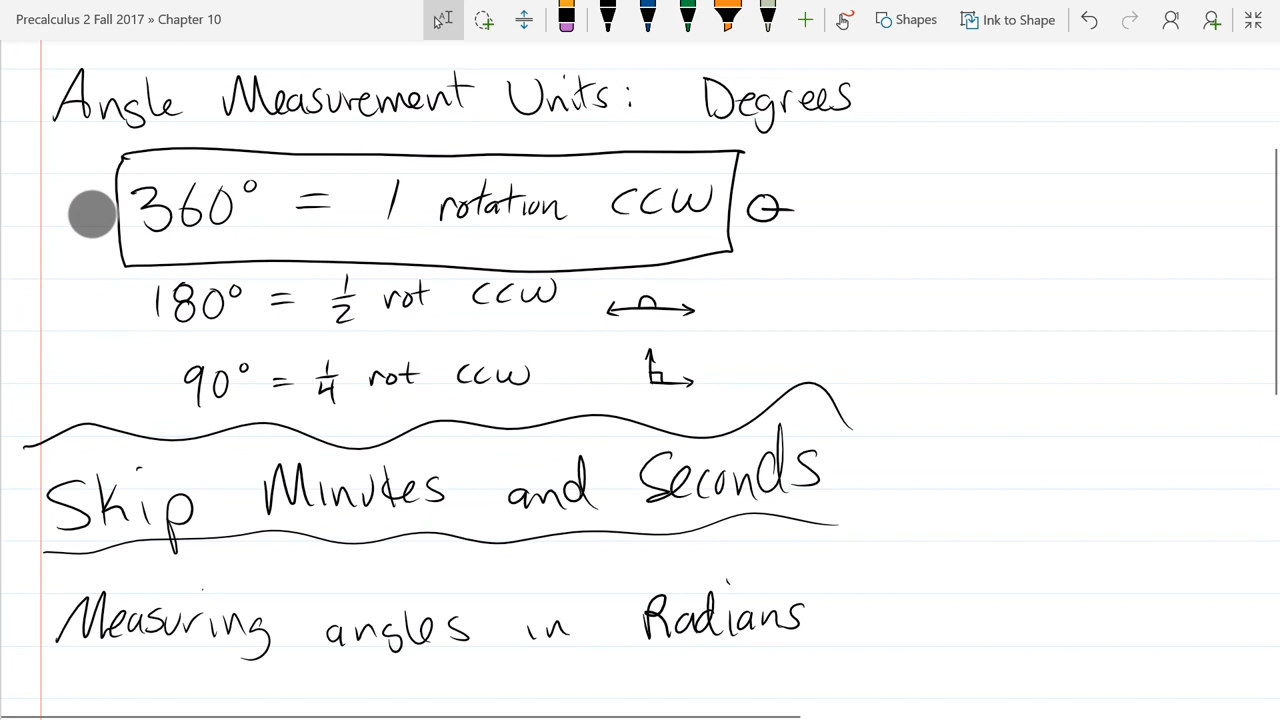 Precalculus 2 Fall 2017 » Chapter 10
Shapes
Ink to Shape
Angle Measurement Units: Degrees
360° = 1 rotation CCW
180° = 1/2 rot CCW
90° = 1/4 rot CCW
Skip Minutes and Seconds
Measuring angles in Radians